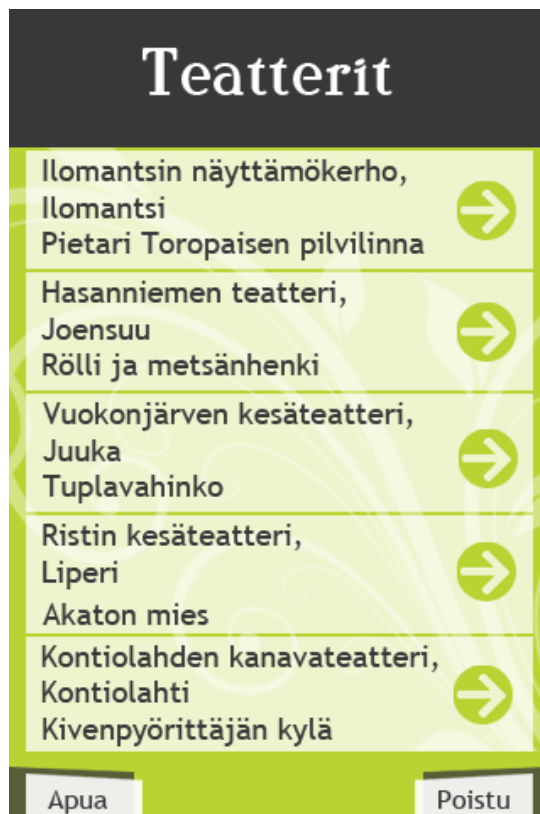 Teatterit
Ilomantsin näyttämökerho,
Ilomantsi
Pietari Toropaisen pilvilinna
Hasanniemen teatteri,
Joensuu
Rölli ja metsänhenki
Vuokonjärven kesäteatteri,
Juuka
Tuplavahinko
Ristin kesäteatteri,
Liperi
Akaton mies
Kontiolahden kanavateatteri,
Kontiolahti
Kivenpyörittäjän kylä
Apua
Poistu